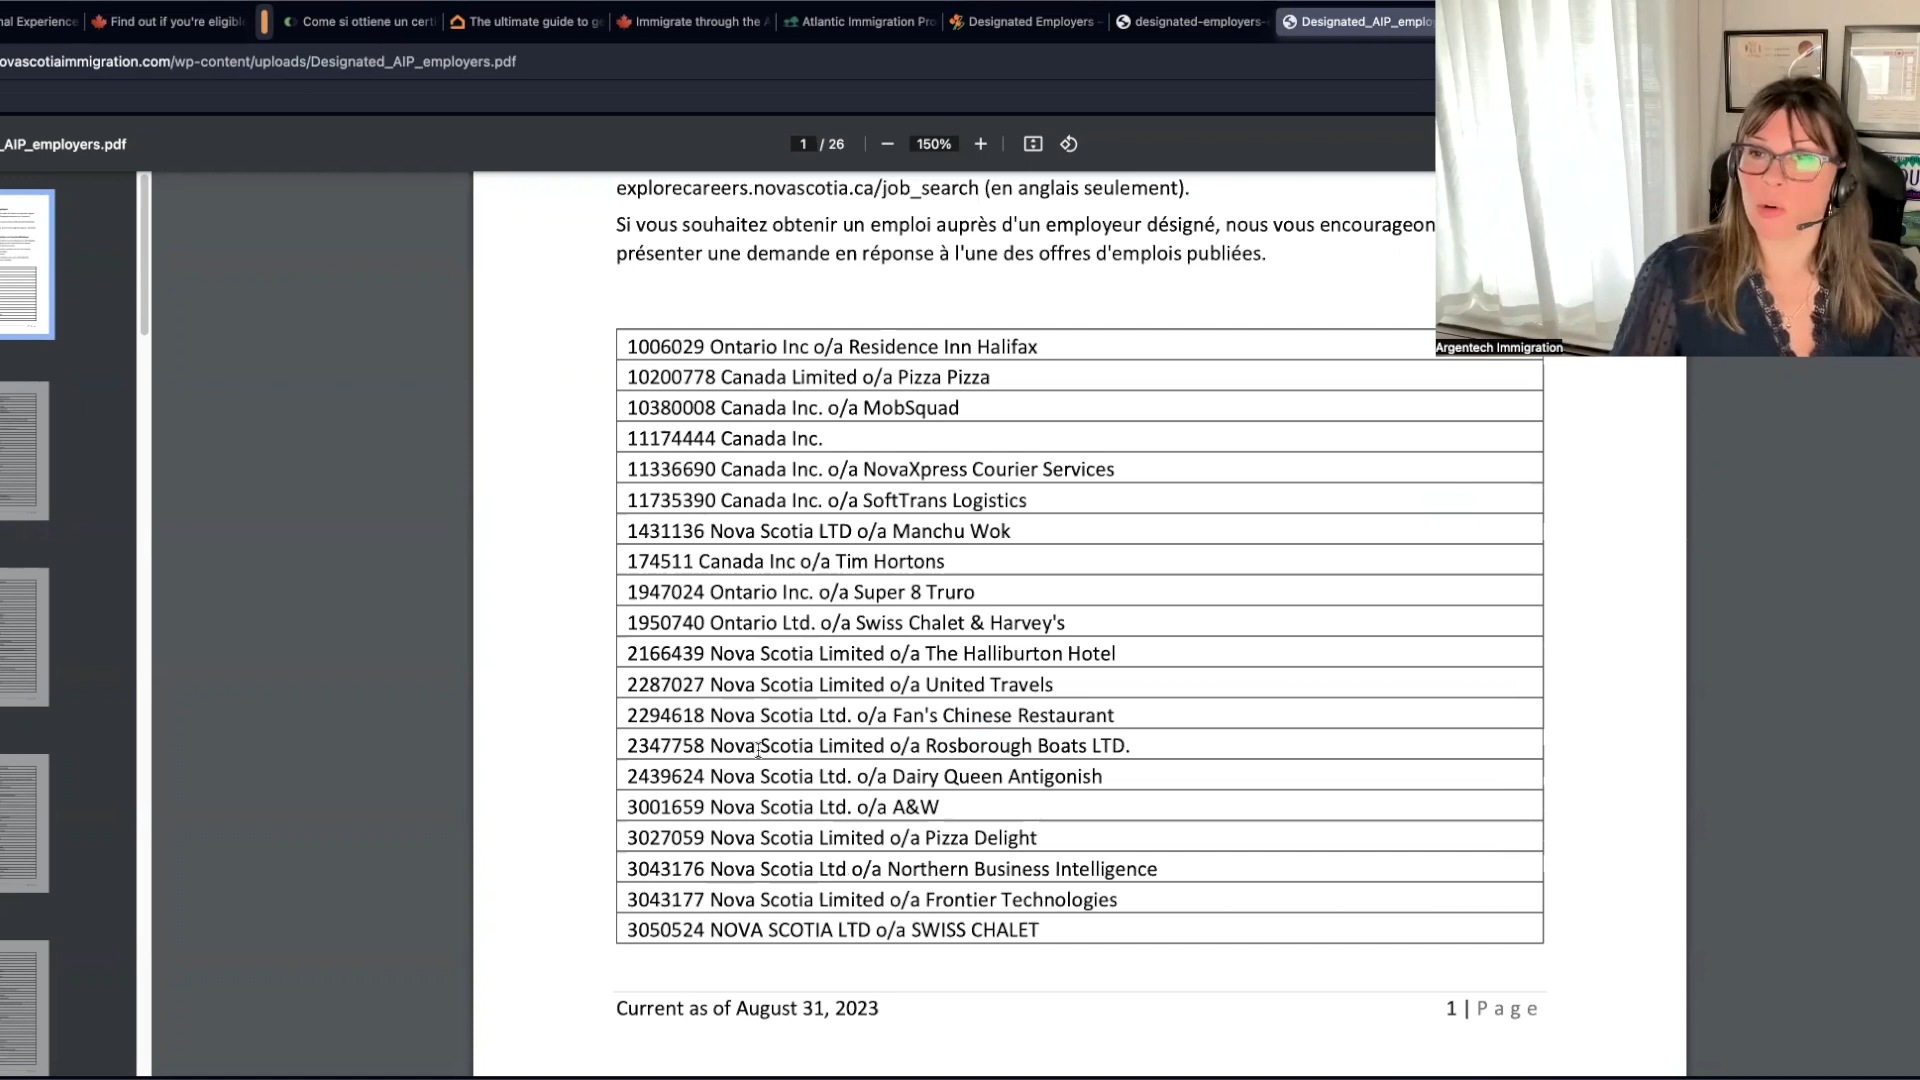 al Experience
Find out if you're eligibl
Come si ottiene un certi
The ultimate guide to g
Immigrate through the A
Atlantic Immigration Pro
Designated Employers –
designated-employers-
Designated_AIP_emplo
ovascotiaimmigration.com/wp-content/uploads/Designated_AIP_employers.pdf
_AIP_employers.pdf
1 / 26
150%
explorecareers.novascotia.ca/job_search (en anglais seulement).
Si vous souhaitez obtenir un emploi auprès d'un employeur désigné, nous vous encourageon
présenter une demande en réponse à l'une des offres d'emplois publiées.
Argentech Immigration
1006029 Ontario Inc o/a Residence Inn Halifax
10200778 Canada Limited o/a Pizza Pizza
10380008 Canada Inc. o/a MobSquad
11174444 Canada Inc.
11336690 Canada Inc. o/a NovaXpress Courier Services
11735390 Canada Inc. o/a SoftTrans Logistics
1431136 Nova Scotia LTD o/a Manchu Wok
174511 Canada Inc o/a Tim Hortons
1947024 Ontario Inc. o/a Super 8 Truro
1950740 Ontario Ltd. o/a Swiss Chalet & Harvey's
2166439 Nova Scotia Limited o/a The Halliburton Hotel
2287027 Nova Scotia Limited o/a United Travels
2294618 Nova Scotia Ltd. o/a Fan's Chinese Restaurant
2347758 Nova Scotia Limited o/a Rosborough Boats LTD.
2439624 Nova Scotia Ltd. o/a Dairy Queen Antigonish
3001659 Nova Scotia Ltd. o/a A&W
3027059 Nova Scotia Limited o/a Pizza Delight
3043176 Nova Scotia Ltd o/a Northern Business Intelligence
3043177 Nova Scotia Limited o/a Frontier Technologies
3050524 NOVA SCOTIA LTD o/a SWISS CHALET
Current as of August 31, 2023
1 | Page